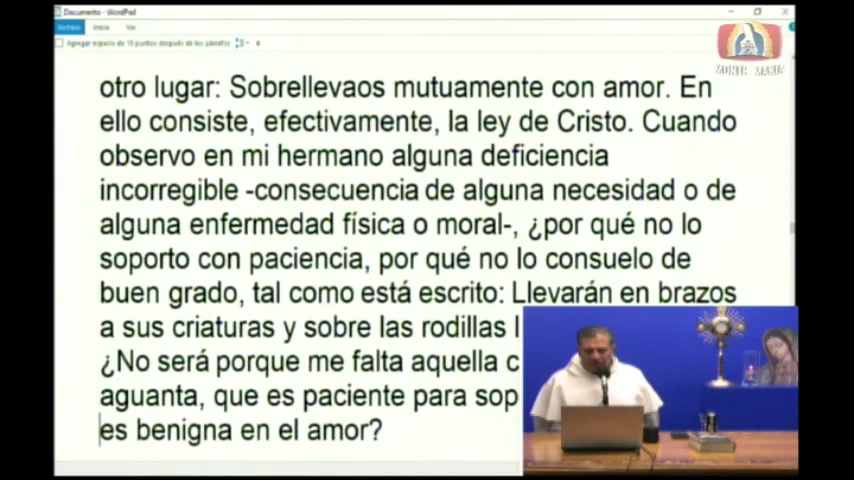 Documento - WordPad
Archivo Inicio Ver
Agregar espacio de 10 puntos después de los párrafos
MONTE MARIA
otro lugar: Sobrellevaos mutuamente con amor. En
ello consiste, efectivamente, la ley de Cristo. Cuando
observo en mi hermano alguna deficiencia
incorregible -consecuencia de alguna necesidad o de
alguna enfermedad física o moral-, ¿por qué no lo
soporto con paciencia, por qué no lo consuelo de
buen grado, tal como está escrito: Llevarán en brazos
a sus criaturas y sobre las rodillas l
¿No será porque me falta aquella c
aguanta, que es paciente para sop
es benigna en el amor?